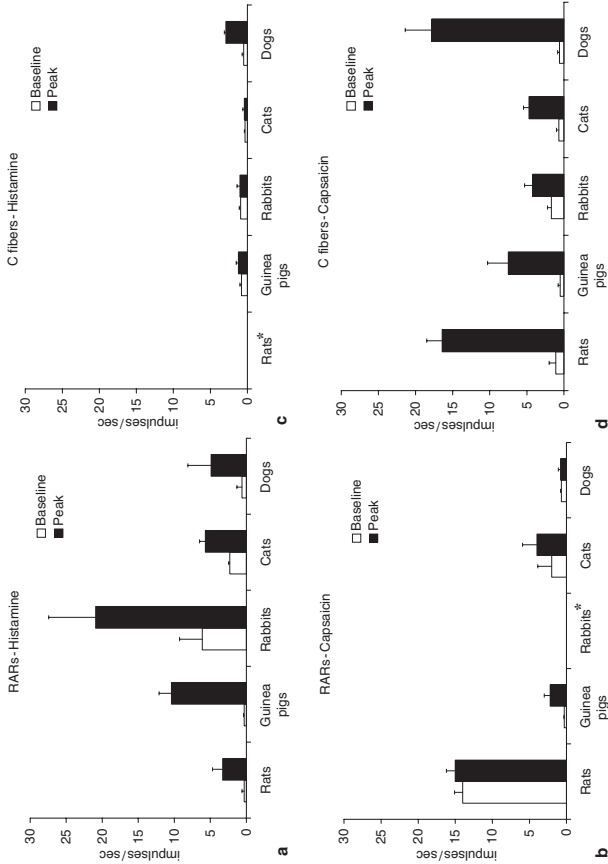 RARs-Histamine
Baseline
Peak
30
25
20
15
10
5
0
impulses/sec
Rats
Guinea
pigs
Rabbits
Cats
Dogs
a
C fibers-Histamine
Baseline
Peak
30
25
20
15
10
5
0
impulses/sec
Rats*
Guinea
pigs
Rabbits
Cats
Dogs
c
RARs-Capsaicin
Baseline
Peak
30
25
20
15
10
5
0
impulses/sec
Rats
Guinea
pigs
Rabbits*
Cats
Dogs
b
C fibers-Capsaicin
Baseline
Peak
30
25
20
15
10
5
0
impulses/sec
Rats
Guinea
pigs
Rabbits
Cats
Dogs
d